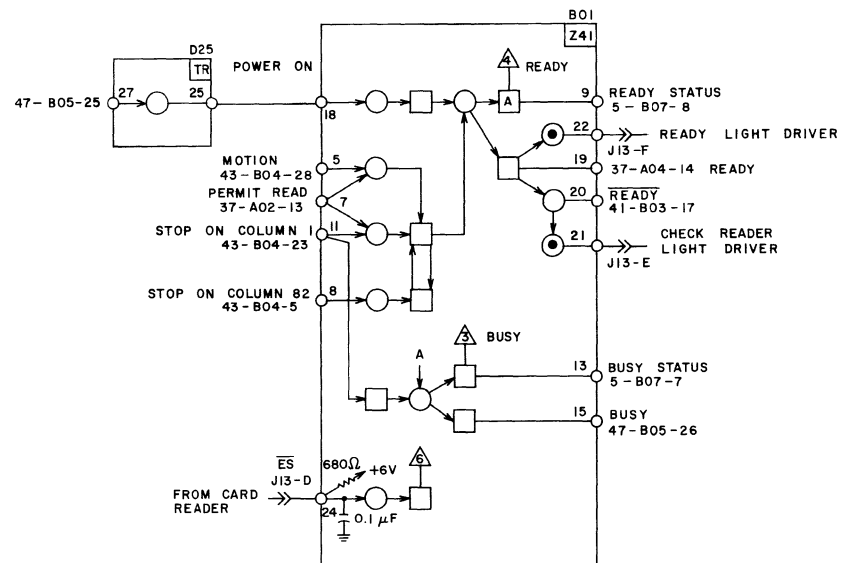 B01
Z41
D25
TR
POWER ON
4
READY
47-B05-25
27
25
18
A
9
READY STATUS
5-B07-8
22
READY LIGHT DRIVER
J13-F
MOTION
43-B04-28
5
19
37-A04-14 READY
PERMIT READ
37-A02-13
7
20
READY
41-B03-17
STOP ON COLUMN 1
43-B04-23
11
21
CHECK READER
LIGHT DRIVER
J13-E
STOP ON COLUMN 82
43-B04-5
8
3
BUSY
A
13
BUSY STATUS
5-B07-7
15
BUSY
47-B05-26
ES
J13-D
680Ω
+6V
6
FROM CARD
READER
24
0.1 μF